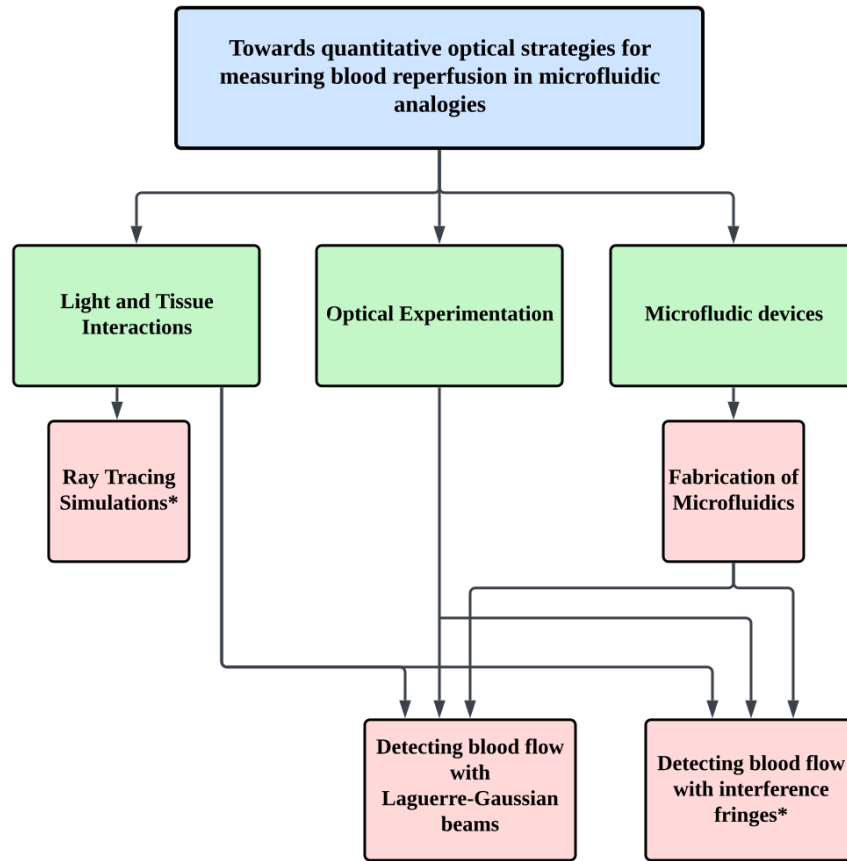 Towards quantitative optical strategies for
measuring blood reperfusion in microfluidic
analogies
Light and Tissue
Interactions
Optical Experimentation
Microfludic devices
Ray Tracing
Simulations*
Fabrication of
Microfluidics
Detecting blood flow
with
Laguerre-Gaussian
beams
Detecting blood flow
with interference
fringes*